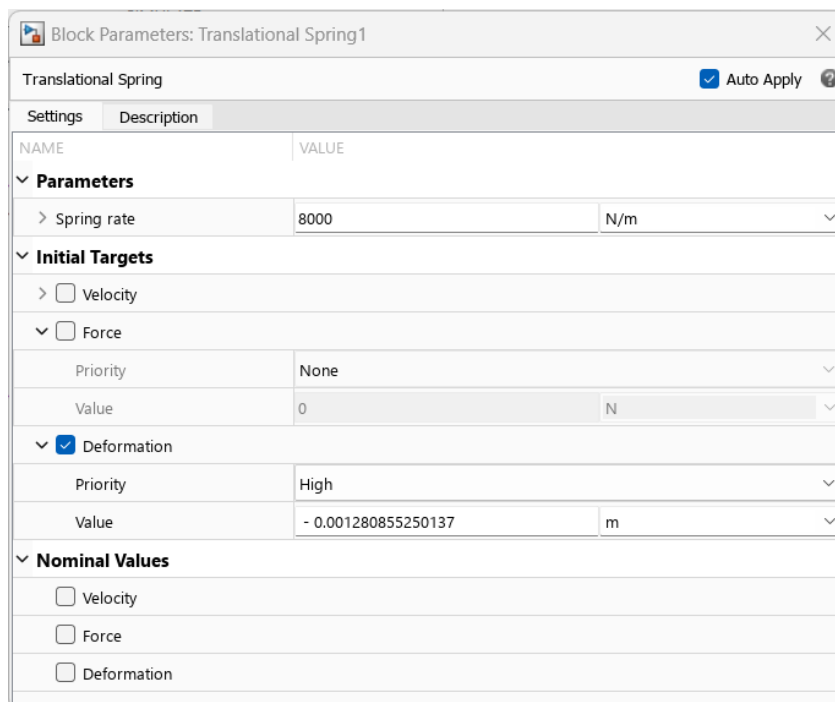 Block Parameters: Translational Spring1
Translational Spring Auto Apply ?
Settings Description
NAME VALUE
Parameters
Spring rate 8000 N/m
Initial Targets
Velocity
Force
Priority None
Value 0 N
Deformation
Priority High
Value - 0.001280855250137 m
Nominal Values
Velocity
Force
Deformation